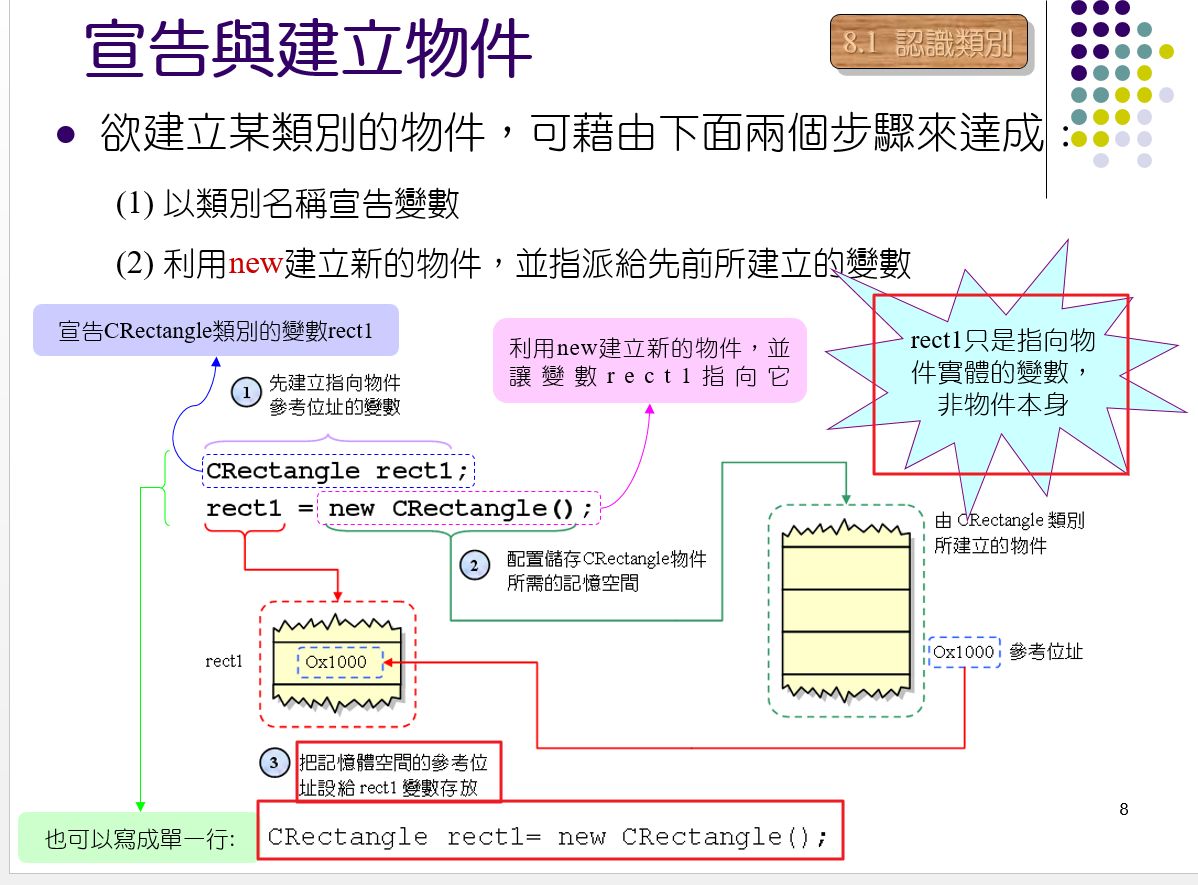 宣告與建立物件
8.1 認識類別
欲建立某類別的物件，可藉由下面兩個步驟來達成：
(1) 以類別名稱宣告變數
(2) 利用new建立新的物件，並指派給先前所建立的變數
宣告CRectangle類別的變數rect1
利用new建立新的物件，並
讓變數rect1指向它
rect1只是指向物
件實體的變數，
非物件本身
1
先建立指向物件
參考位址的變數
CRectangle rect1;
rect1 = new CRectangle();
2
配置儲存CRectangle物件
所需的記憶空間
由 CRectangle 類別
所建立的物件
rect1
0x1000
0x1000
參考位址
3
把記憶體空間的參考位
址設給 rect1 變數存放
8
也可以寫成單一行:
CRectangle rect1= new CRectangle();